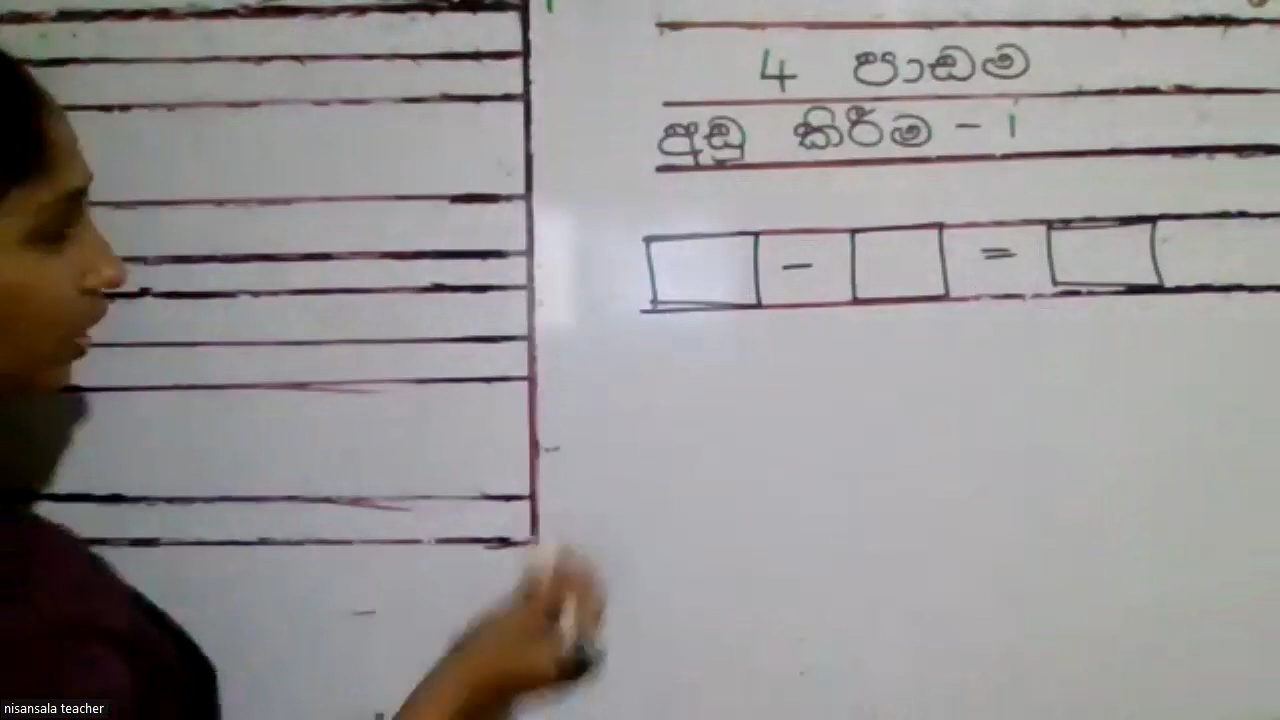 4 පාඩම
අඩු කිරීම - 1
- =
nisansala teacher